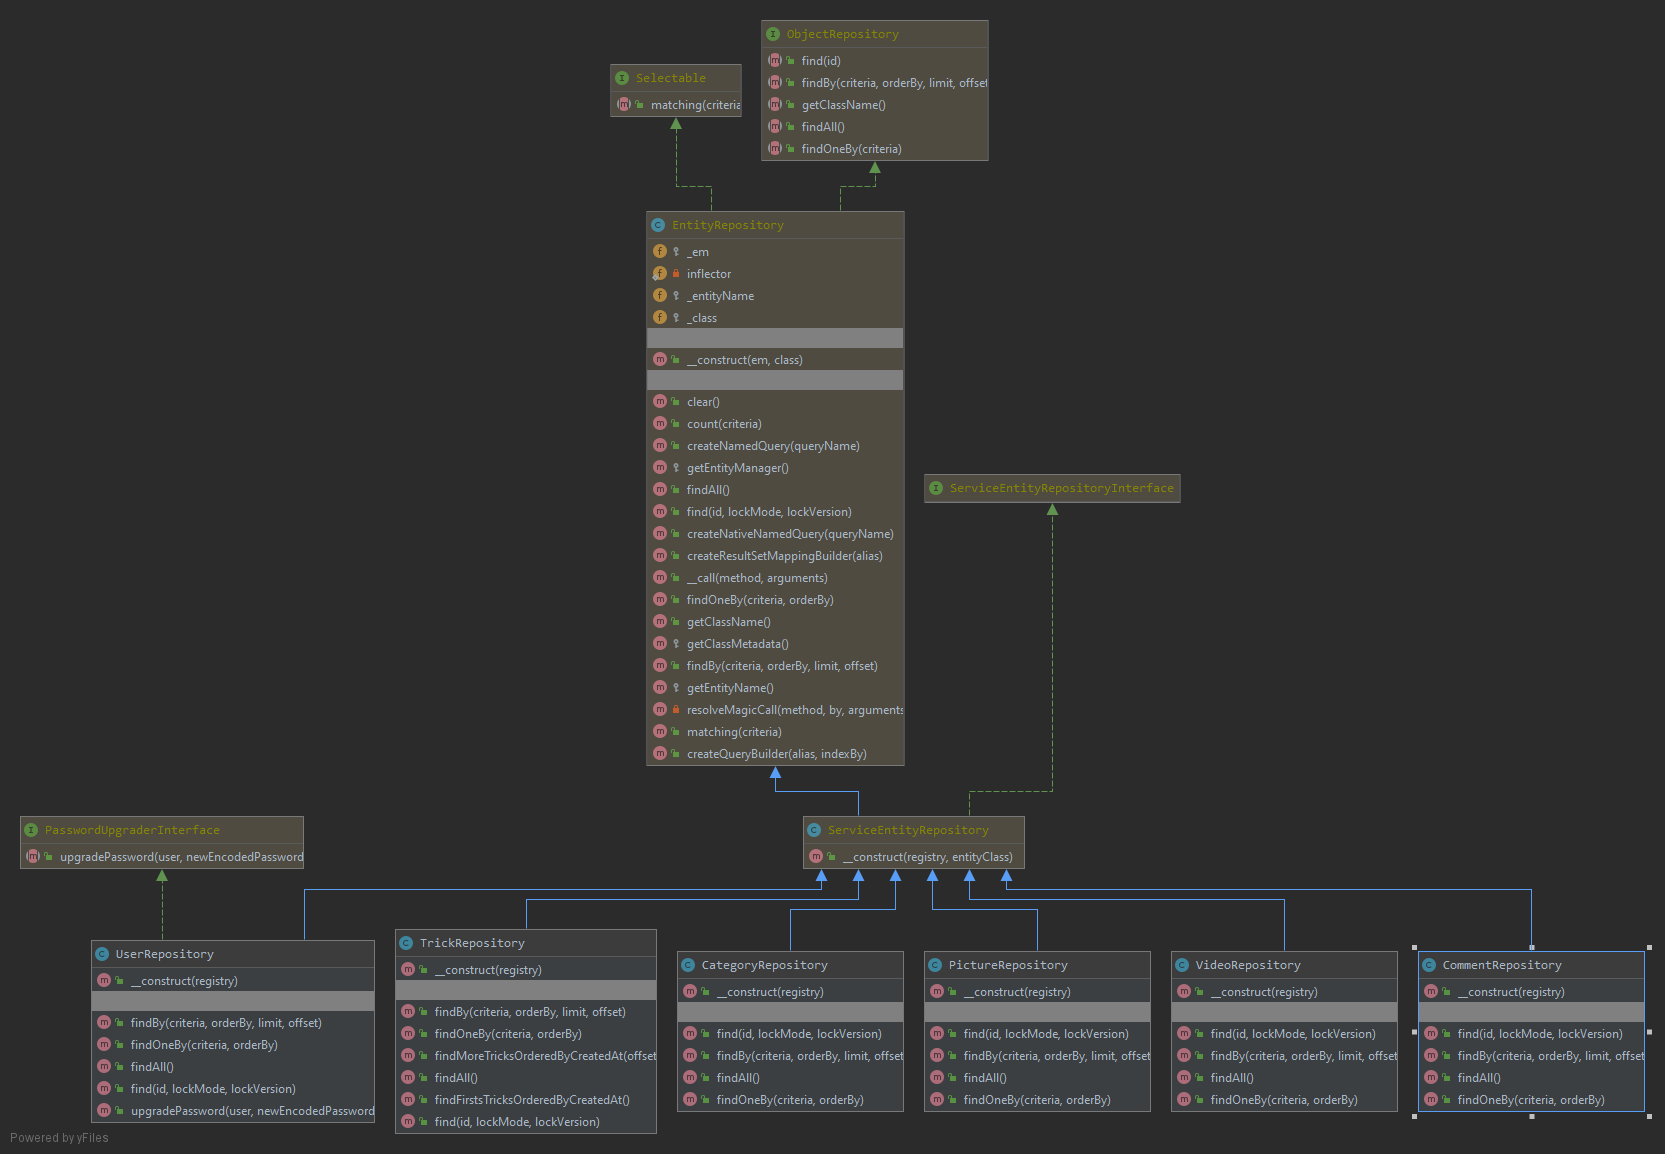 ObjectRepository
find(id)
findBy(criteria, orderBy, limit, offset
getClassName()
findAll()
findOneBy(criteria)
Selectable
matching(criteria
EntityRepository
_em
inflector
_entityName
_class
__construct(em, class)
clear()
count(criteria)
createNamedQuery(queryName)
getEntityManager()
findAll()
find(id, lockMode, lockVersion)
createNativeNamedQuery(queryName)
createResultSetMappingBuilder(alias)
__call(method, arguments)
findOneBy(criteria, orderBy)
getClassName()
getClassMetadata()
findBy(criteria, orderBy, limit, offset)
getEntityName()
resolveMagicCall(method, by, arguments
matching(criteria)
createQueryBuilder(alias, indexBy)
ServiceEntityRepositoryInterface
PasswordUpgraderInterface
upgradePassword(user, newEncodedPassword
ServiceEntityRepository
__construct(registry, entityClass)
UserRepository
__construct(registry)
findBy(criteria, orderBy, limit, offset)
findOneBy(criteria, orderBy)
findAll()
find(id, lockMode, lockVersion)
upgradePassword(user, newEncodedPassword
TrickRepository
__construct(registry)
findBy(criteria, orderBy, limit, offset)
findOneBy(criteria, orderBy)
findMoreTricksOrderedByCreatedAt(offset
findAll()
findFirstsTricksOrderedByCreatedAt()
find(id, lockMode, lockVersion)
CategoryRepository
__construct(registry)
find(id, lockMode, lockVersion)
findBy(criteria, orderBy, limit, offset
findAll()
findOneBy(criteria, orderBy)
PictureRepository
__construct(registry)
find(id, lockMode, lockVersion)
findBy(criteria, orderBy, limit, offset
findAll()
findOneBy(criteria, orderBy)
VideoRepository
__construct(registry)
find(id, lockMode, lockVersion)
findBy(criteria, orderBy, limit, offset
findAll()
findOneBy(criteria, orderBy)
CommentRepository
__construct(registry)
find(id, lockMode, lockVersion)
findBy(criteria, orderBy, limit, offset
findAll()
findOneBy(criteria, orderBy)
Powered by yFiles